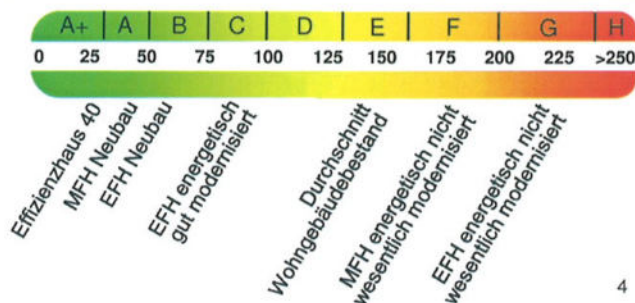 A+ A B C D E F G H
0 25 50 75 100 125 150 175 200 225 >250
Effizienzhaus 40
MFH Neubau
EFH Neubau
EFH energetisch
gut modernisiert
Durchschnitt
Wohngebäudebestand
MFH energetisch nicht
wesentlich modernisiert
EFH energetisch nicht
wesentlich modernisiert
4